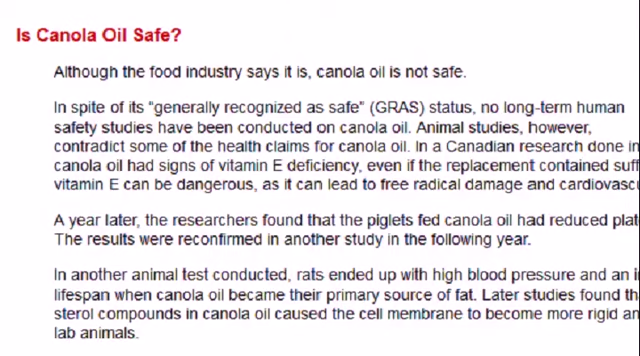 Is Canola Oil Safe?
Although the food industry says it is, canola oil is not safe.
In spite of its "generally recognized as safe" (GRAS) status, no long-term human
safety studies have been conducted on canola oil. Animal studies, however,
contradict some of the health claims for canola oil. In a Canadian research done in
canola oil had signs of vitamin E deficiency, even if the replacement contained suff
vitamin E can be dangerous, as it can lead to free radical damage and cardiovascu
A year later, the researchers found that the piglets fed canola oil had reduced plat
The results were reconfirmed in another study in the following year.
In another animal test conducted, rats ended up with high blood pressure and an i
lifespan when canola oil became their primary source of fat. Later studies found th
sterol compounds in canola oil caused the cell membrane to become more rigid an
lab animals.